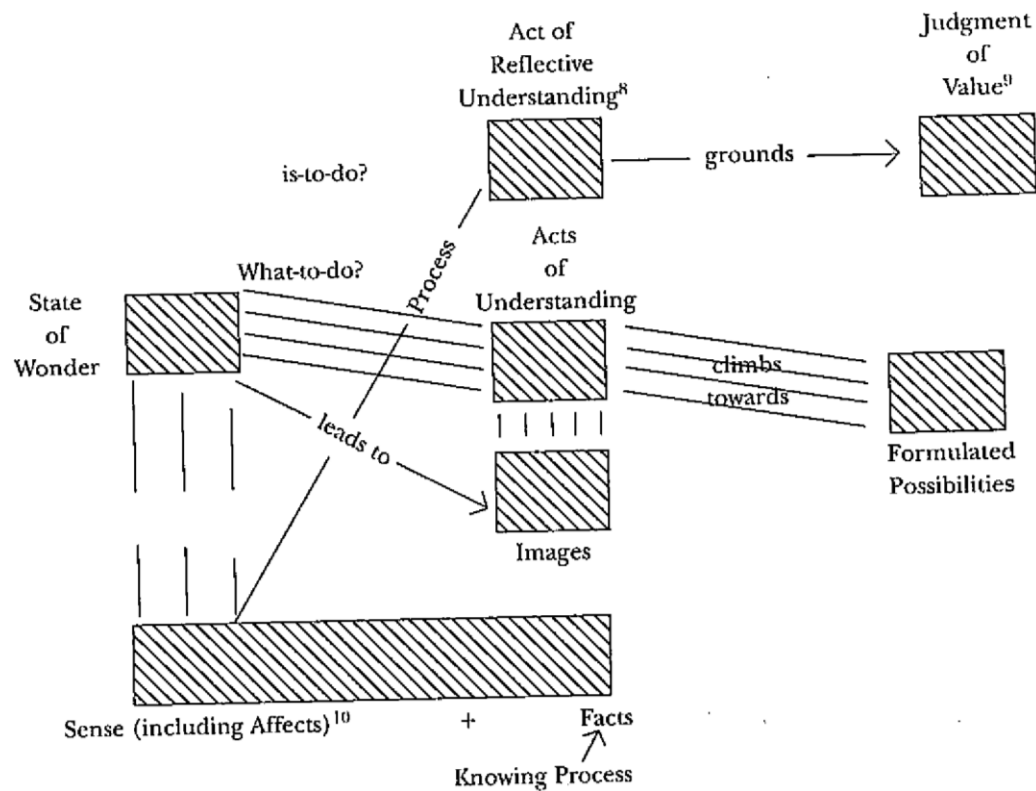 Act of
Reflective
Understanding⁸
Judgment
of
Value⁹
grounds
is-to-do?
Process
What-to-do?
Acts
of
Understanding
State
of
Wonder
climbs
towards
leads to
Formulated
Possibilities
Images
Sense (including Affects)¹⁰ + Facts
Knowing Process